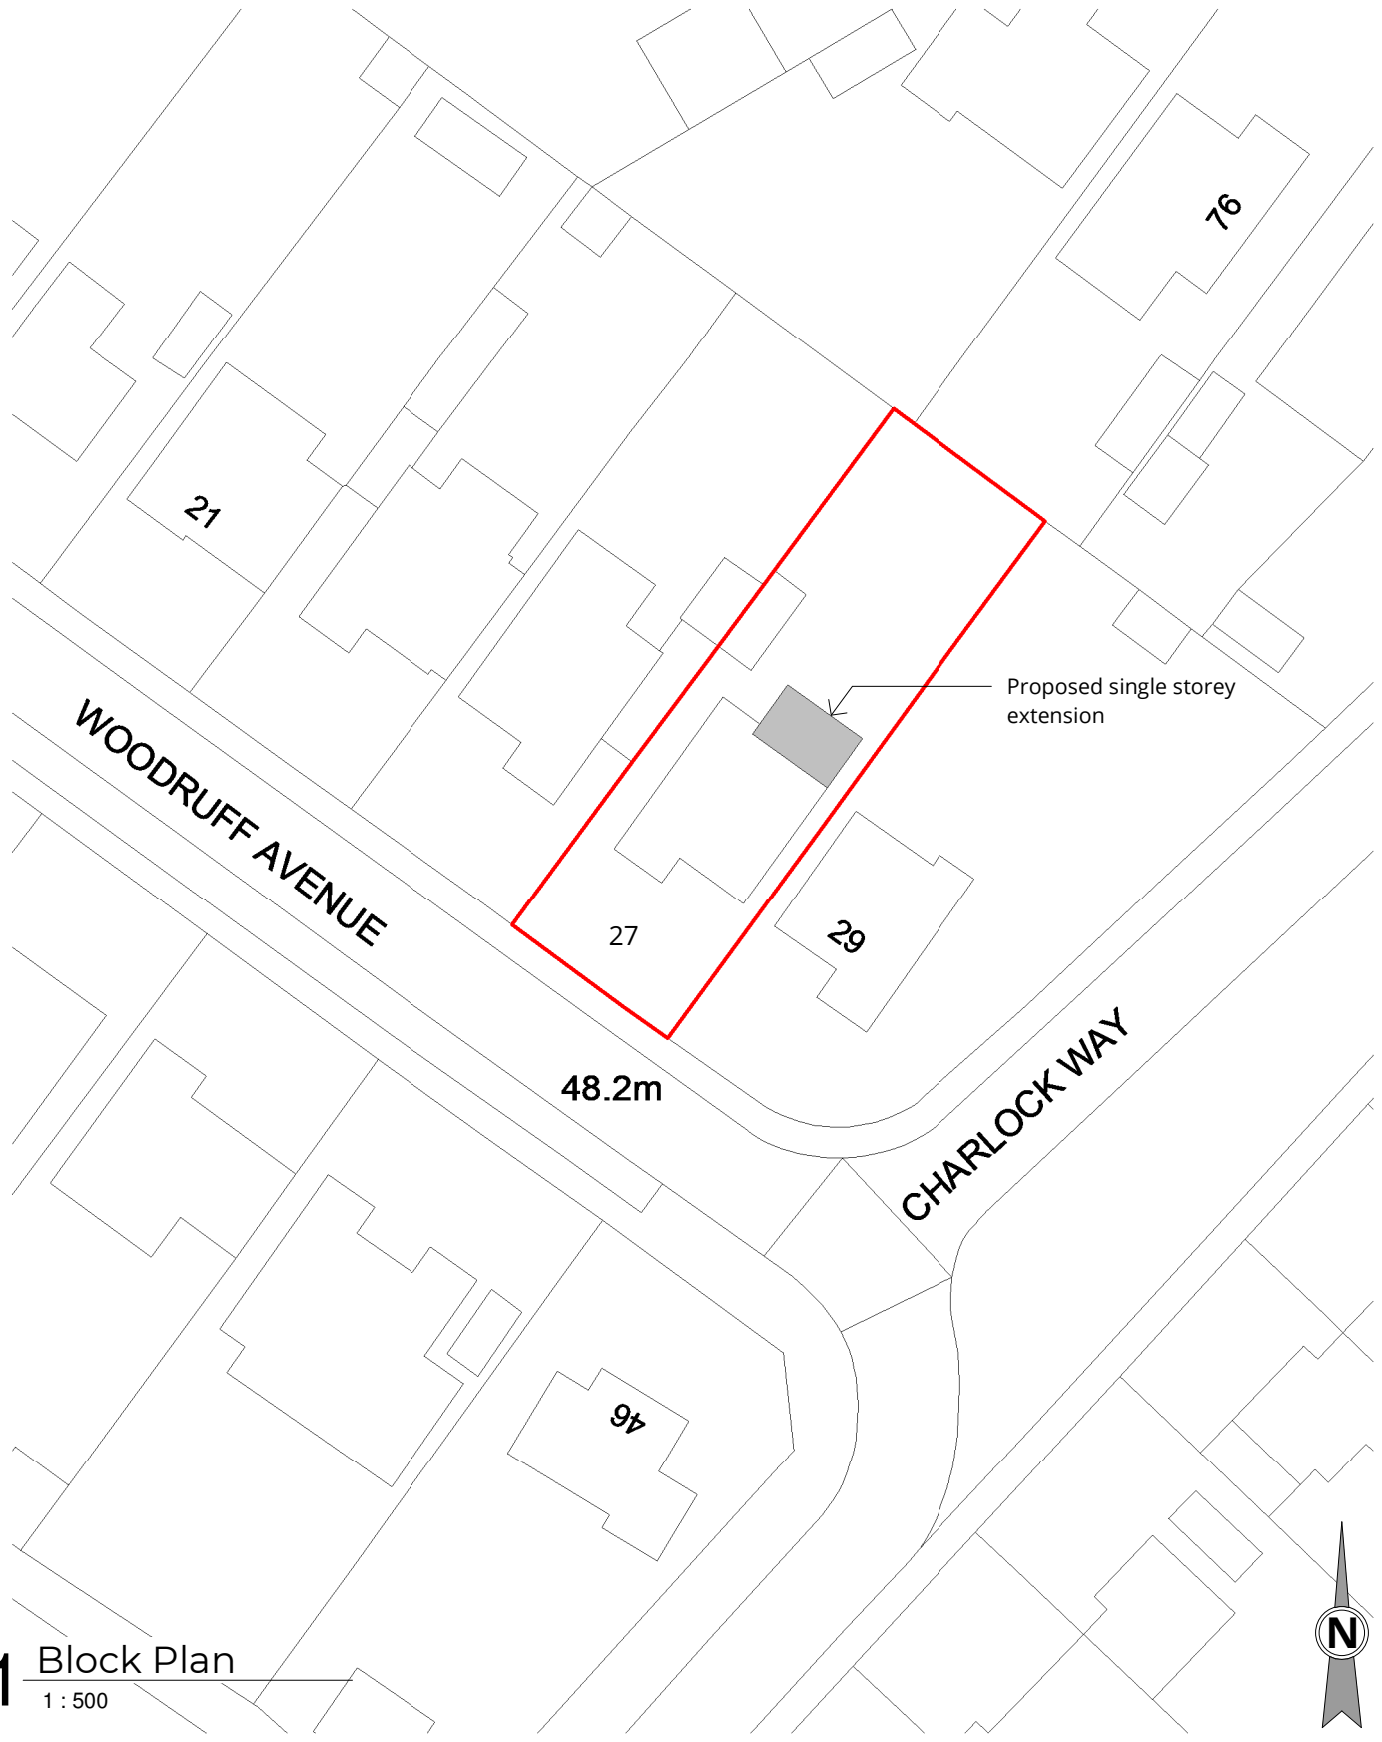 76
21
Proposed single storey
extension
WOODRUFF AVENUE
27
29
48.2m
CHARLOCK WAY
46
N
1 Block Plan
1 : 500